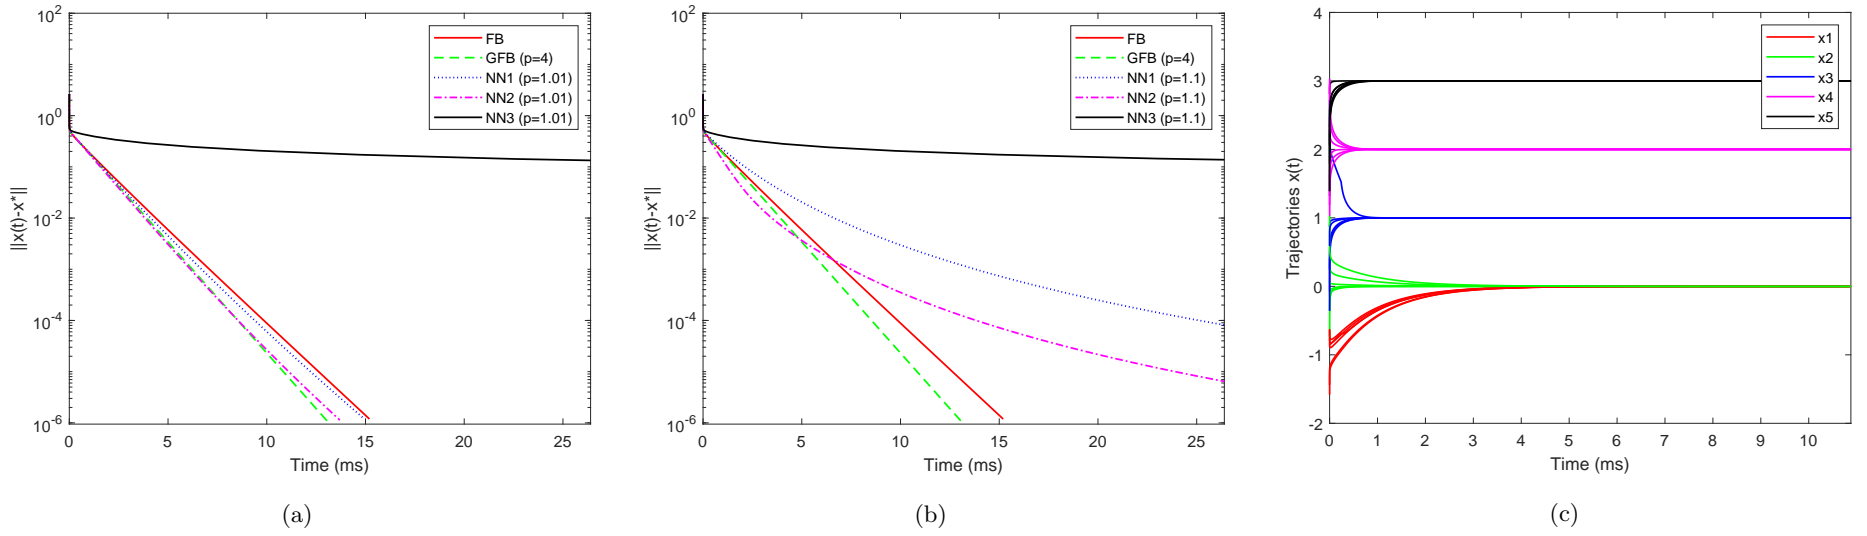 10^2
10^0
10^-2
10^-4
10^-6
||x(t)-x*||
0 5 10 15 20 25
Time (ms)
FB
GFB (p=4)
NN1 (p=1.01)
NN2 (p=1.01)
NN3 (p=1.01)
(a)
10^2
10^0
10^-2
10^-4
10^-6
||x(t)-x*||
0 5 10 15 20 25
Time (ms)
FB
GFB (p=4)
NN1 (p=1.1)
NN2 (p=1.1)
NN3 (p=1.1)
(b)
4
3
2
1
0
-1
-2
Trajectories x(t)
0 1 2 3 4 5 6 7 8 9 10
Time (ms)
x1
x2
x3
x4
x5
(c)